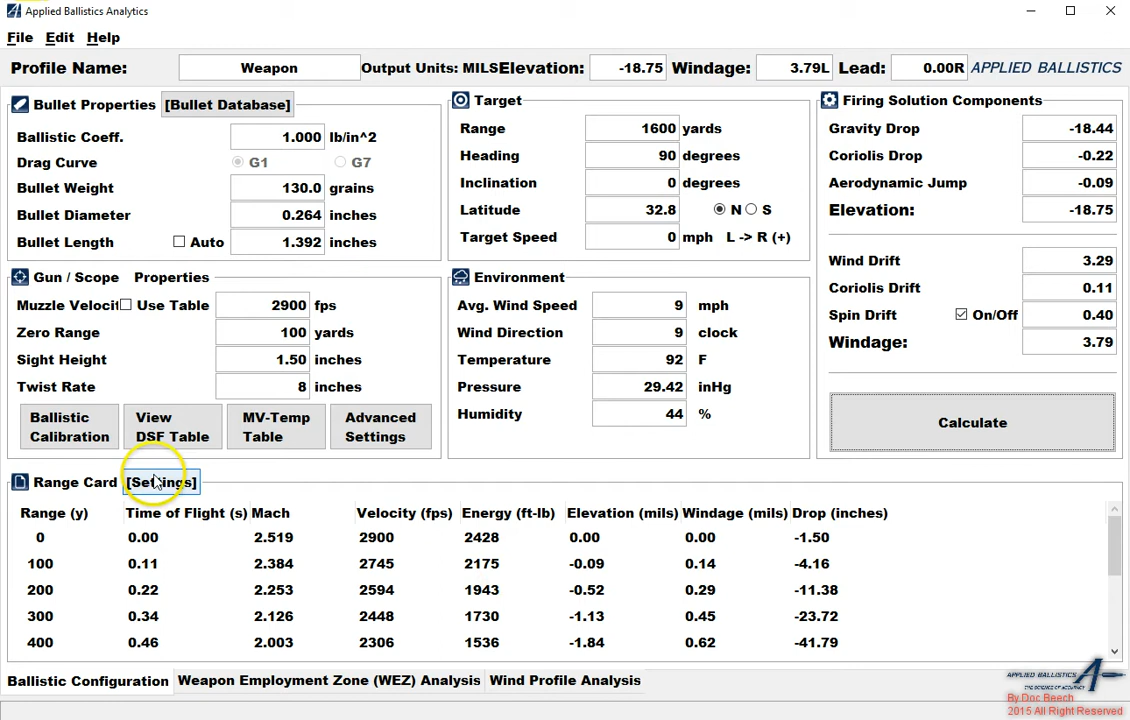 Applied Ballistics Analytics
File Edit Help
Profile Name: Weapon Output Units: MILS Elevation: -18.75 Windage: 3.79L Lead: 0.00R APPLIED BALLISTICS
Bullet Properties [Bullet Database]
Ballistic Coeff. 1.000 lb/in^2
Drag Curve G1 G7
Bullet Weight 130.0 grains
Bullet Diameter 0.264 inches
Bullet Length Auto 1.392 inches
Target
Range 1600 yards
Heading 90 degrees
Inclination 0 degrees
Latitude 32.8 N S
Target Speed 0 mph L -> R (+)
Firing Solution Components
Gravity Drop -18.44
Coriolis Drop -0.22
Aerodynamic Jump -0.09
Elevation: -18.75
Wind Drift 3.29
Coriolis Drift 0.11
Spin Drift On/Off 0.40
Windage: 3.79
Calculate
Gun / Scope Properties
Muzzle Velocit Use Table 2900 fps
Zero Range 100 yards
Sight Height 1.50 inches
Twist Rate 8 inches
Ballistic Calibration
View DSF Table
MV-Temp Table
Advanced Settings
Environment
Avg. Wind Speed 9 mph
Wind Direction 9 clock
Temperature 92 F
Pressure 29.42 inHg
Humidity 44 %
Range Card [Settings]
Range (y) Time of Flight (s) Mach Velocity (fps) Energy (ft-lb) Elevation (mils) Windage (mils) Drop (inches)
0 0.00 2.519 2900 2428 0.00 0.00 -1.50
100 0.11 2.384 2745 2175 -0.09 0.14 -4.16
200 0.22 2.253 2594 1943 -0.52 0.29 -11.38
300 0.34 2.126 2448 1730 -1.13 0.45 -23.72
400 0.46 2.003 2306 1536 -1.84 0.62 -41.79
Ballistic Configuration Weapon Employment Zone (WEZ) Analysis Wind Profile Analysis
APPLIED BALLISTICS
THE SCIENCE OF ACCURACY
By Doc Beech
2015 All Right Reserved